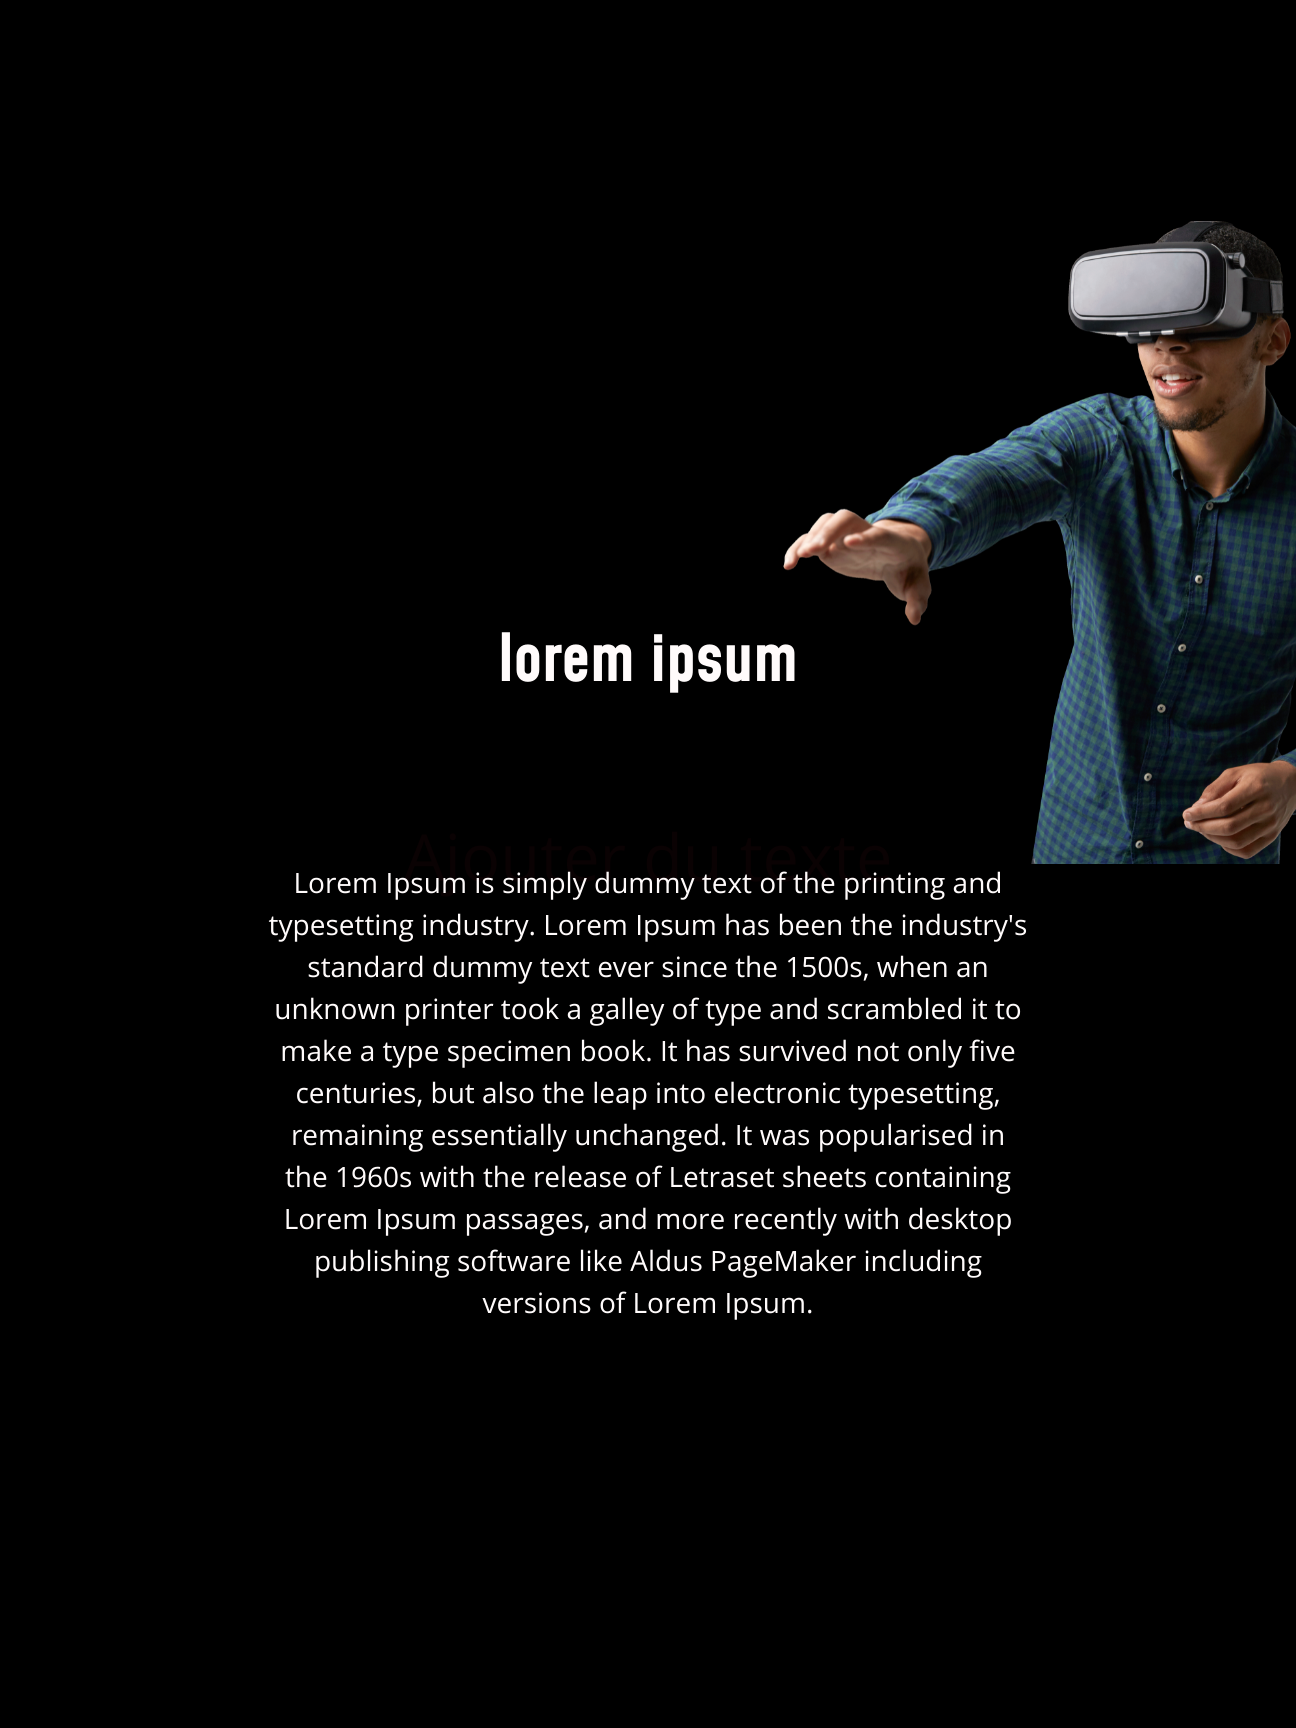 lorem ipsum
Ajouter du texte
Lorem Ipsum is simply dummy text of the printing and
typesetting industry. Lorem Ipsum has been the industry's
standard dummy text ever since the 1500s, when an
unknown printer took a galley of type and scrambled it to
make a type specimen book. It has survived not only five
centuries, but also the leap into electronic typesetting,
remaining essentially unchanged. It was popularised in
the 1960s with the release of Letraset sheets containing
Lorem Ipsum passages, and more recently with desktop
publishing software like Aldus PageMaker including
versions of Lorem Ipsum.